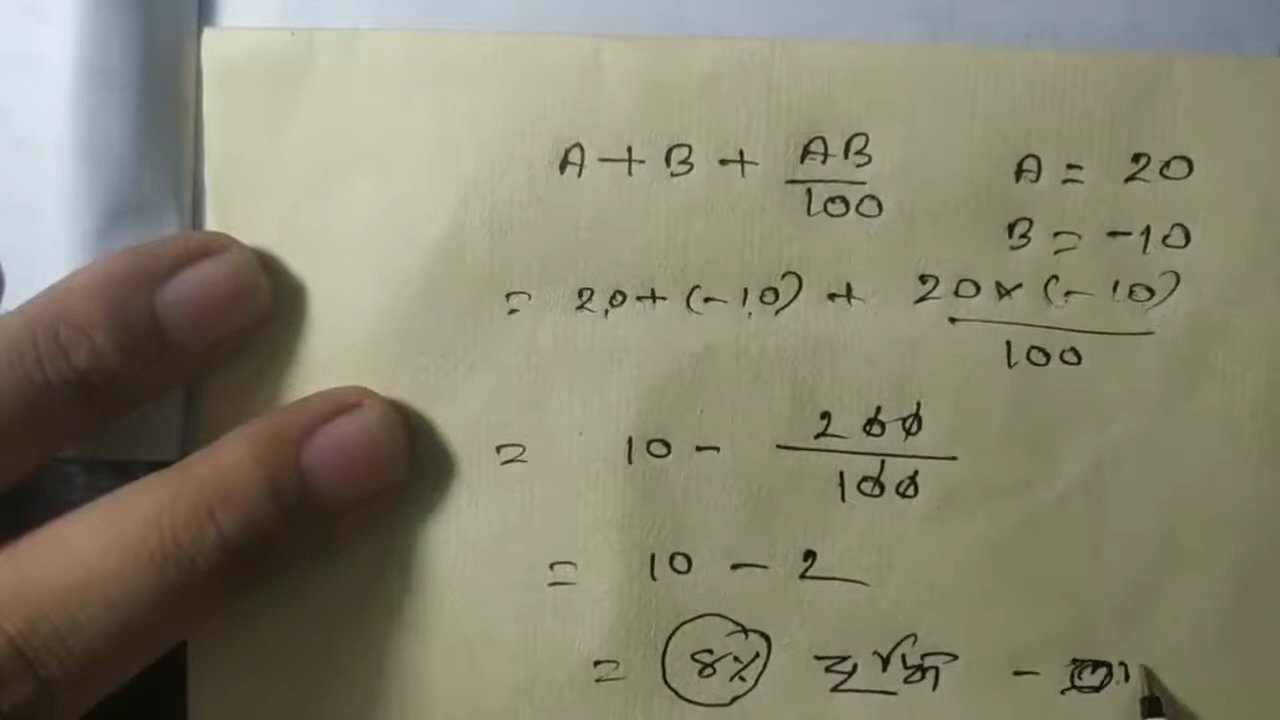 A + B + AB/100 A = 20
B = -10
= 20 + (-10) + 20 × (-10)/100
= 10 - 200/100
= 10 - 2
= 8% বৃদ্ধি -